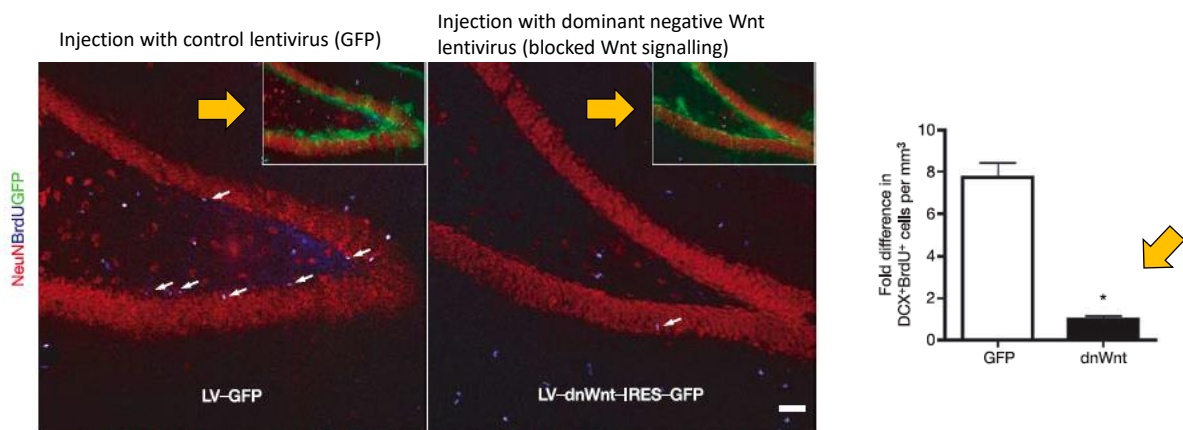 Injection with control lentivirus (GFP)
Injection with dominant negative Wnt
lentivirus (blocked Wnt signalling)
NeuNBrdUGFP
LV–GFP
LV–dnWnt–IRES–GFP
Fold difference in
DCX⁺BrdU⁺ cells per mm³
10
8
6
4
2
0
*
GFP
dnWnt